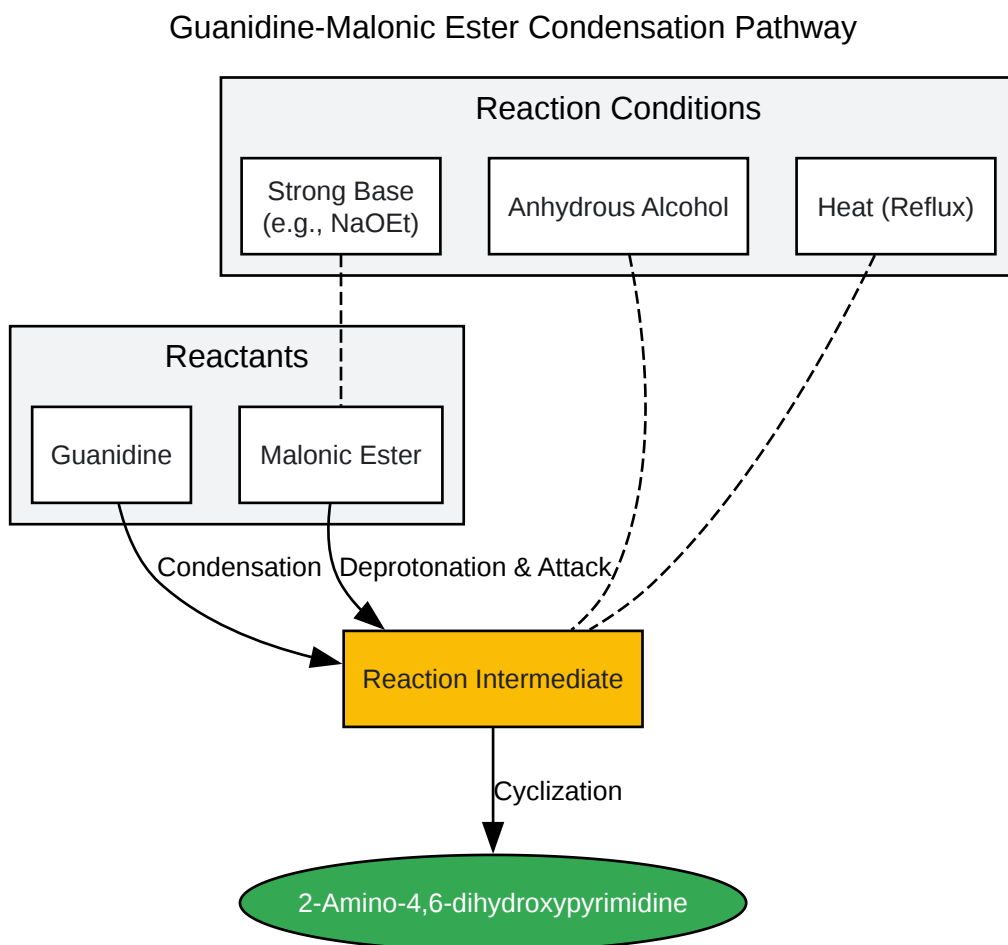 Guanidine-Malonic Ester Condensation Pathway
Reaction Conditions
Strong Base
(e.g., NaOEt)
Anhydrous Alcohol
Heat (Reflux)
Reactants
Guanidine
Malonic Ester
Condensation
Deprotonation & Attack
Reaction Intermediate
Cyclization
2-Amino-4,6-dihydroxypyrimidine